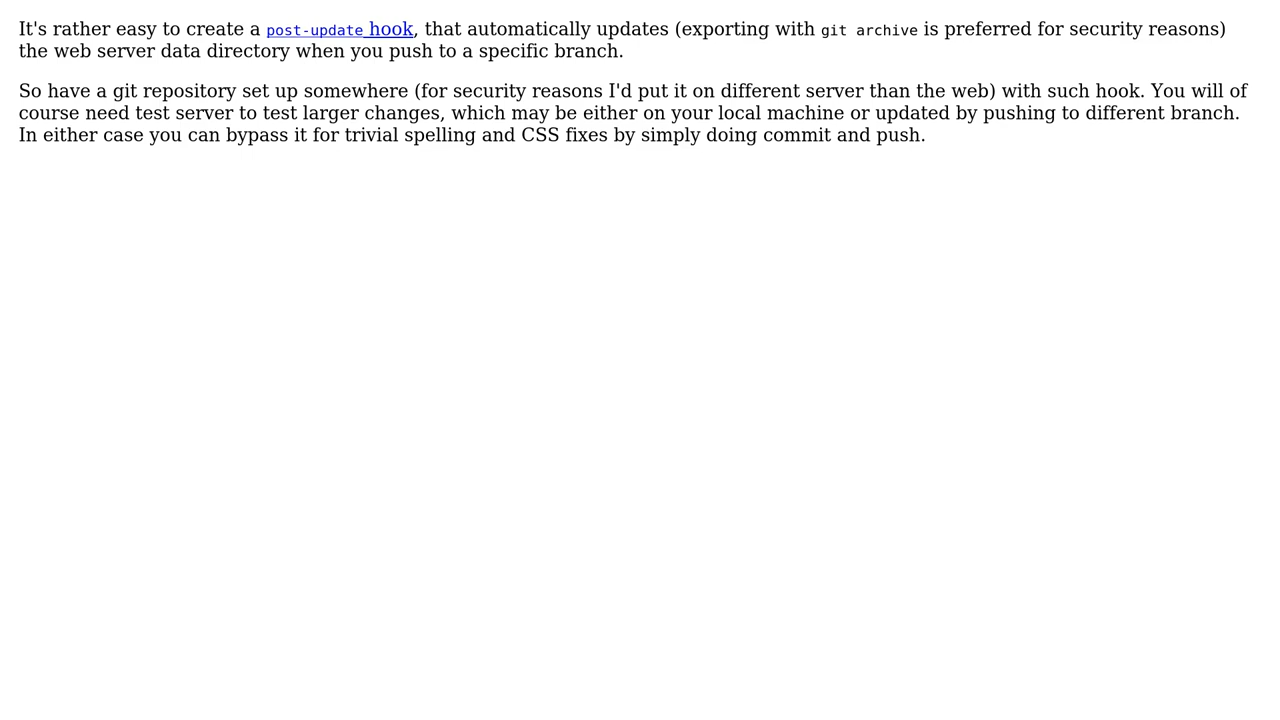 It's rather easy to create a post-update hook, that automatically updates (exporting with git archive is preferred for security reasons)
the web server data directory when you push to a specific branch.
So have a git repository set up somewhere (for security reasons I'd put it on different server than the web) with such hook. You will of
course need test server to test larger changes, which may be either on your local machine or updated by pushing to different branch.
In either case you can bypass it for trivial spelling and CSS fixes by simply doing commit and push.